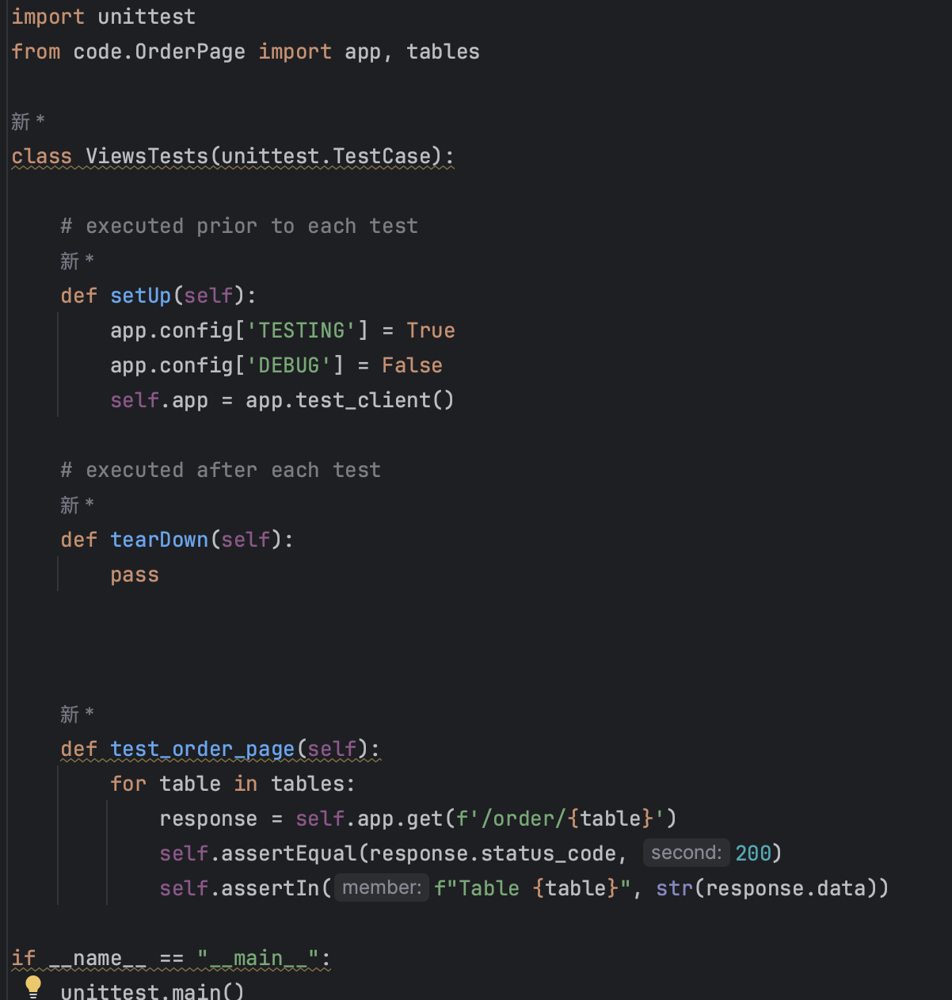 import unittest
from code.OrderPage import app, tables
新 *
class ViewsTests(unittest.TestCase):
# executed prior to each test
新 *
def setUp(self):
app.config['TESTING'] = True
app.config['DEBUG'] = False
self.app = app.test_client()
# executed after each test
新 *
def tearDown(self):
pass
新 *
def test_order_page(self):
for table in tables:
response = self.app.get(f'/order/{table}')
self.assertEqual(response.status_code, second: 200)
self.assertIn( member: f"Table {table}", str(response.data))
if __name__ == "__main__":
unittest.main()